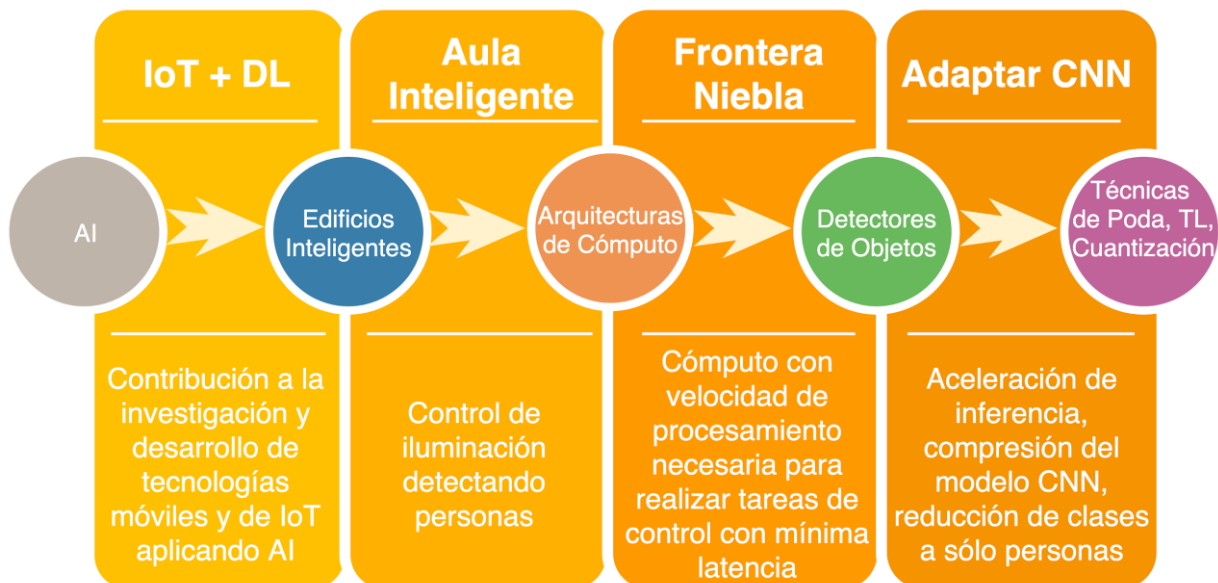 IoT + DL
Aula
Inteligente
Frontera
Niebla
Adaptar CNN
AI
Edificios
Inteligentes
Arquitecturas
de Cómputo
Detectores
de Objetos
Técnicas
de Poda, TL,
Cuantización
Contribución a la
investigación y
desarrollo de
tecnologías
móviles y de IoT
aplicando AI
Control de
iluminación
detectando
personas
Cómputo con
velocidad de
procesamiento
necesaria para
realizar tareas de
control con mínima
latencia
Aceleración de
inferencia,
compresión del
modelo CNN,
reducción de clases
a sólo personas